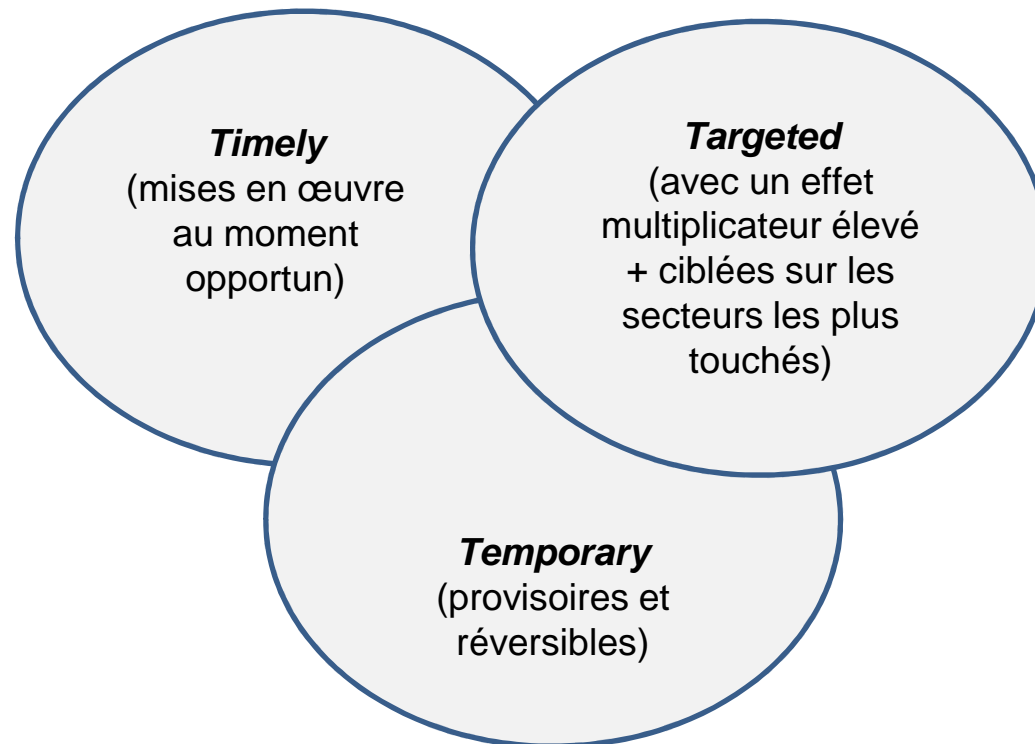 Timely
(mises en œuvre
au moment
opportun)
Targeted
(avec un effet
multiplicateur élevé
+ ciblées sur les
secteurs les plus
touchés)
Temporary
(provisoires et
réversibles)